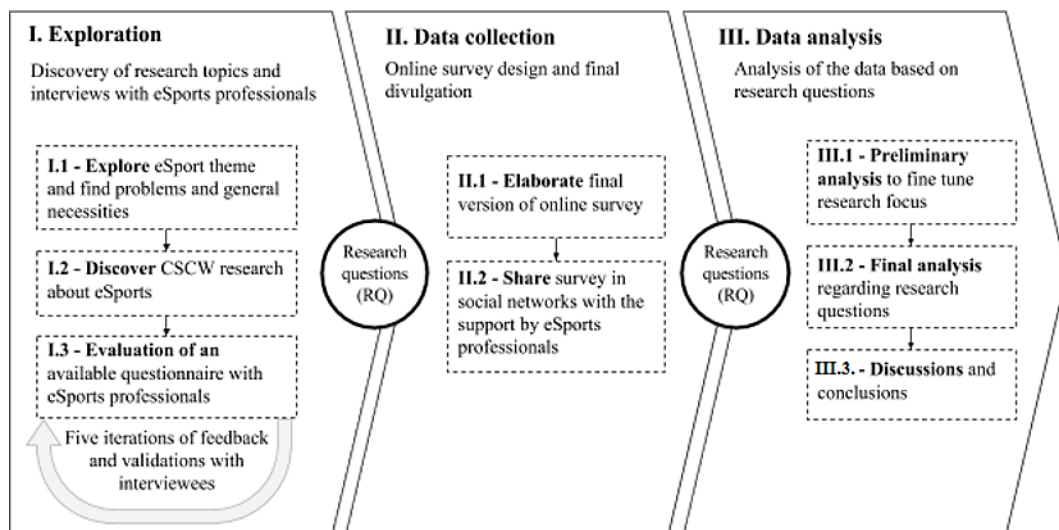 I. Exploration
Discovery of research topics and
interviews with eSports professionals
I.1 - Explore eSport theme
and find problems and general
necessities
I.2 - Discover CSCW research
about eSports
I.3 - Evaluation of an
available questionnaire with
eSports professionals
Five iterations of feedback
and validations with
interviewees
Research
questions
(RQ)
II. Data collection
Online survey design and final
divulgation
II.1 - Elaborate final
version of online survey
II.2 - Share survey in
social networks with the
support by eSports
professionals
Research
questions
(RQ)
III. Data analysis
Analysis of the data based on
research questions
III.1 - Preliminary
analysis to fine tune
research focus
III.2 - Final analysis
regarding research
questions
III.3. - Discussions and
conclusions